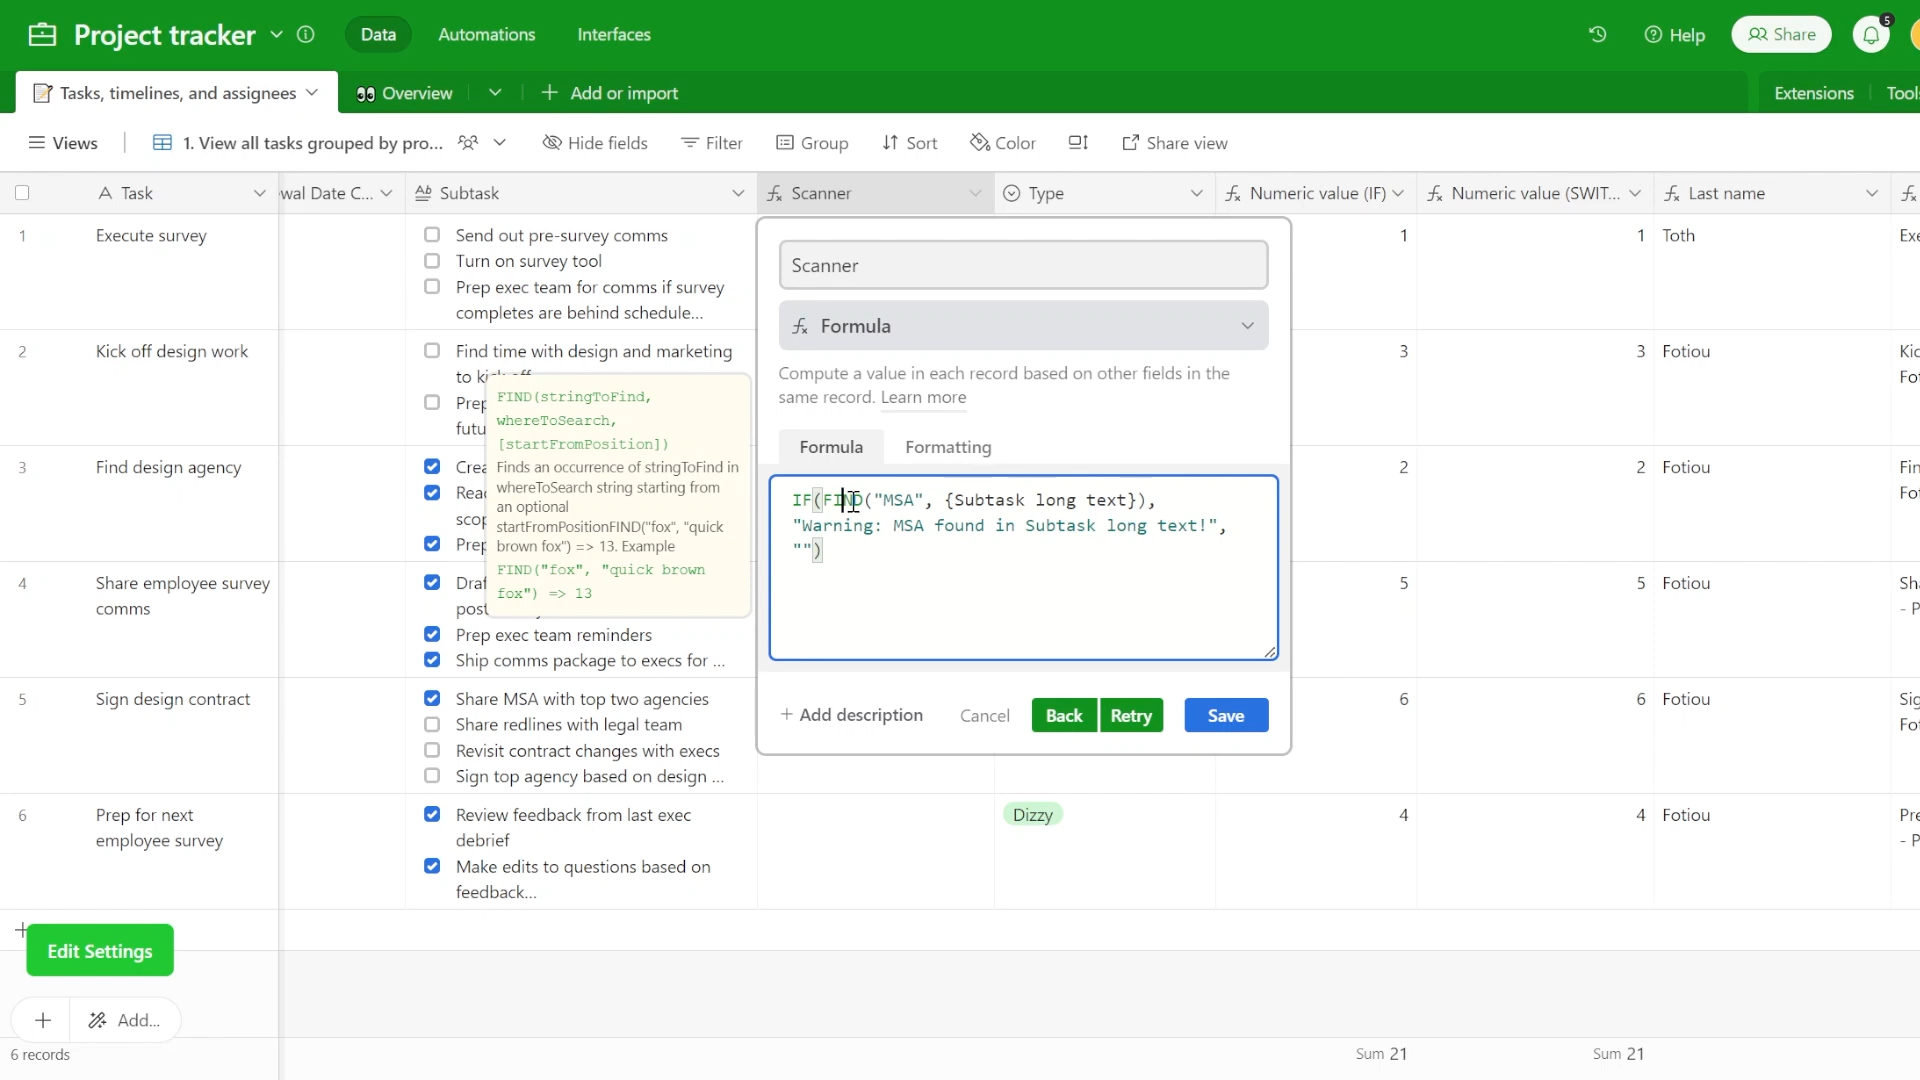 Project tracker
Data
Automations
Interfaces
Help
Share
5
Tasks, timelines, and assignees
Overview
Add or import
Extensions
Views
1. View all tasks grouped by pro...
Hide fields
Filter
Group
Sort
Color
Share view
Task
wal Date C...
Subtask
Scanner
Type
Numeric value (IF)
Numeric value (SWIT...
Last name
1
Execute survey
Send out pre-survey comms
Turn on survey tool
Prep exec team for comms if survey
completes are behind schedule...
1
1
Toth
2
Kick off design work
Find time with design and marketing
3
3
Fotiou
3
Find design agency
2
2
Fotiou
4
Share employee survey
comms
Prep exec team reminders
Ship comms package to execs for ...
5
5
Fotiou
5
Sign design contract
Share MSA with top two agencies
Share redlines with legal team
Revisit contract changes with execs
Sign top agency based on design ...
6
6
Fotiou
6
Prep for next
employee survey
Review feedback from last exec
debrief
Make edits to questions based on
feedback...
Dizzy
4
4
Fotiou
FIND(stringToFind,
whereToSearch,
[startFromPosition])
Finds an occurrence of stringToFind in
whereToSearch string starting from
an optional
startFromPositionFIND("fox", "quick
brown fox") => 13. Example
FIND("fox", "quick brown
fox") => 13
Scanner
Formula
Compute a value in each record based on other fields in the
same record. Learn more
Formula
Formatting
IF(FIND("MSA", {Subtask long text}),
"Warning: MSA found in Subtask long text!",
"")
+ Add description
Cancel
Back
Retry
Save
Edit Settings
Add...
6 records
Sum 21
Sum 21